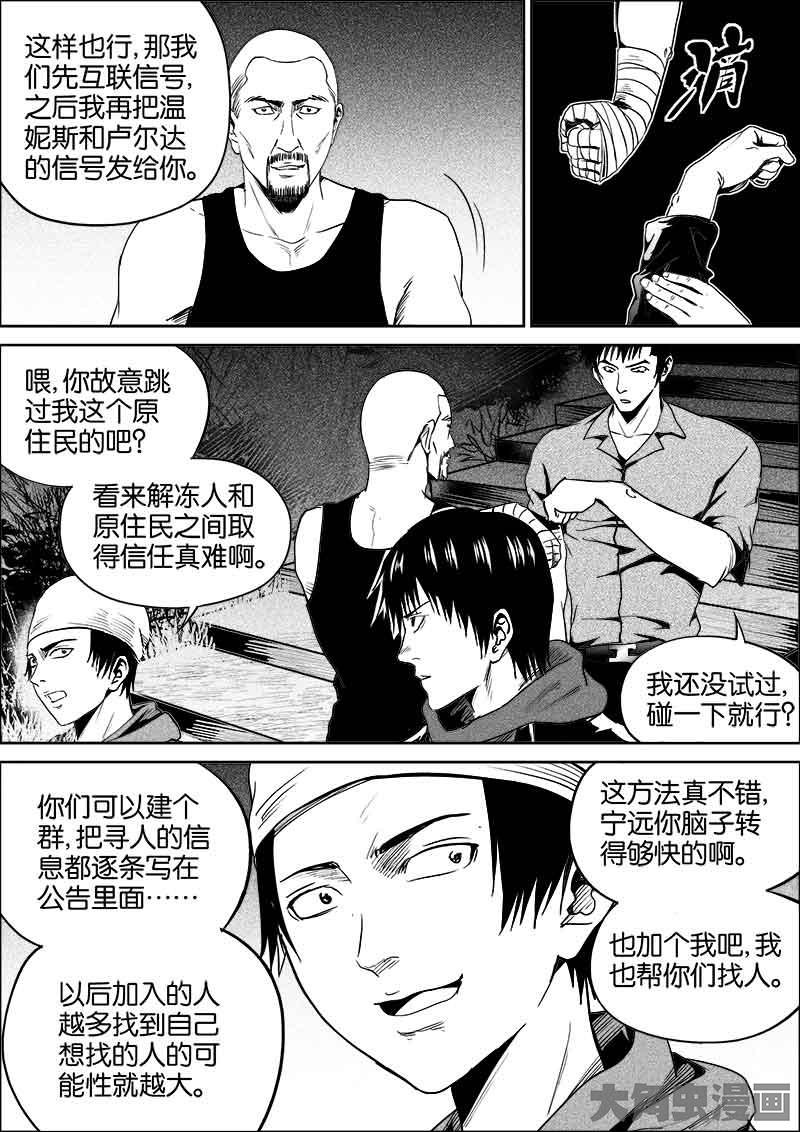 这样也行,那我
们先互联信号,
之后我再把温
妮斯和卢尔达
的信号发给你。
消
喂,你故意跳
过我这个原
住民的吧?
看来解冻人和
原住民之间取
得信任真难啊。
我还没试过,
碰一下就行?
你们可以建个
群,把寻人的信
息都逐条写在
公告里面……
以后加入的人
越多找到自己
想找的人的可
能性就越大。
这方法真不错,
宁远你脑子转
得够快的啊。
也加个我吧,我
也帮你们找人。
大角虫漫画